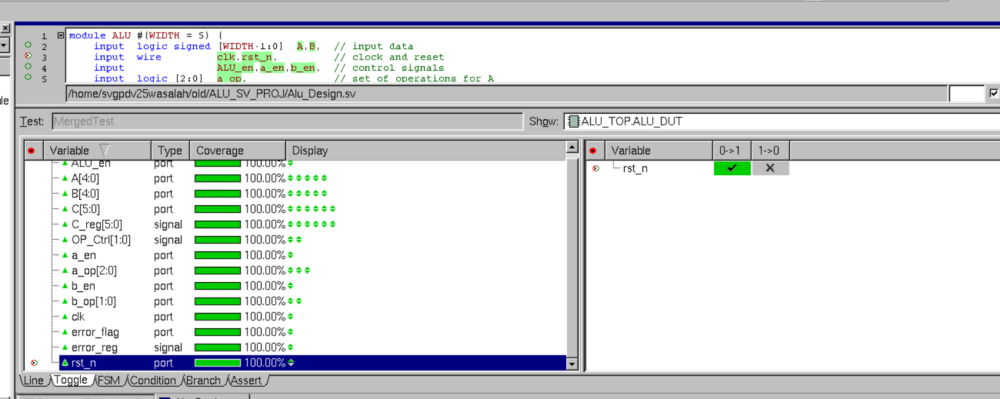 1 module ALU #(WIDTH = 5) (
2 input logic signed [WIDTH-1:0] A,B, // input data
3 input wire clk,rst_n, // clock and reset
4 input ALU_en,a_en,b_en, // control signals
5 input logic [2:0] a_op, // set of operations for A
/home/svgpdv25wasalah/old/ALU_SV_PROJ/Alu_Design.sv
Test: MergedTest Show: ALU_TOP.ALU_DUT
Variable Type Coverage Display Variable 0->1 1->0
ALU_en port 100.00% rst_n
A[4:0] port 100.00%
B[4:0] port 100.00%
C[5:0] port 100.00%
C_reg[5:0] signal 100.00%
OP_Ctrl[1:0] signal 100.00%
a_en port 100.00%
a_op[2:0] port 100.00%
b_en port 100.00%
b_op[1:0] port 100.00%
clk port 100.00%
error_flag port 100.00%
error_reg signal 100.00%
rst_n port 100.00%
Line Toggle FSM Condition Branch Assert